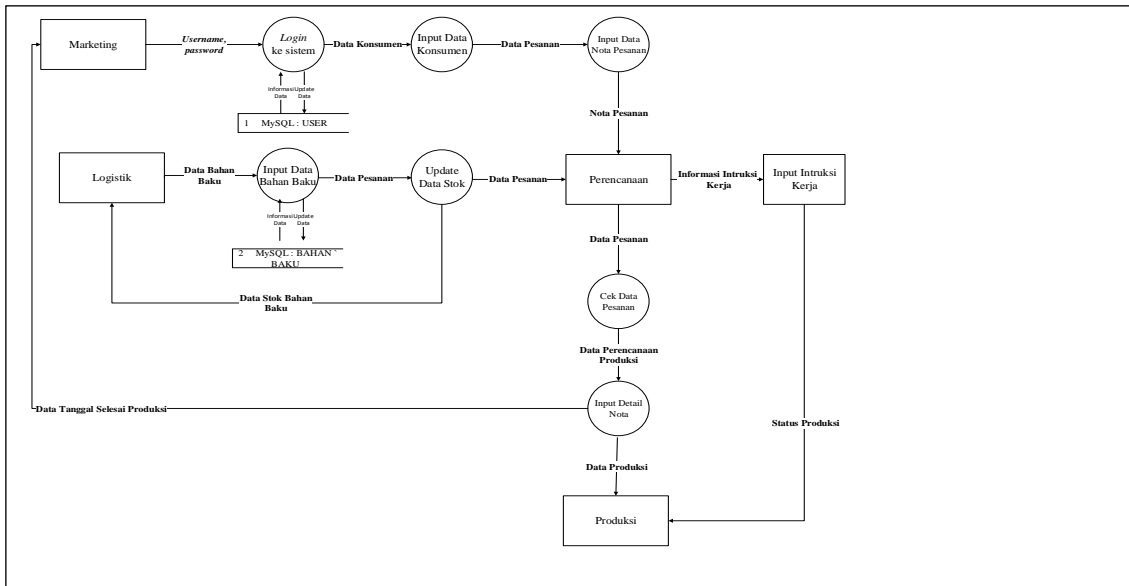 Marketing
Username,
password
Login
ke sistem
Data Konsumen
Input Data
Konsumen
Data Pesanan
Input Data
Nota Pesanan
Informasi
Data
Update
Data
1 MySQL : USER
Nota Pesanan
Logistik
Data Bahan
Baku
Input Data
Bahan Baku
Data Pesanan
Update
Data Stok
Data Pesanan
Perencanaan
Informasi Intruksi
Kerja
Input Intruksi
Kerja
Informasi
Data
Update
Data
2 MySQL : BAHAN `
BAKU
Data Pesanan
Data Stok Bahan
Baku
Cek Data
Pesanan
Data Perencanaan
Produksi
Data Tanggal Selesai Produksi
Input Detail
Nota
Status Produksi
Data Produksi
Produksi